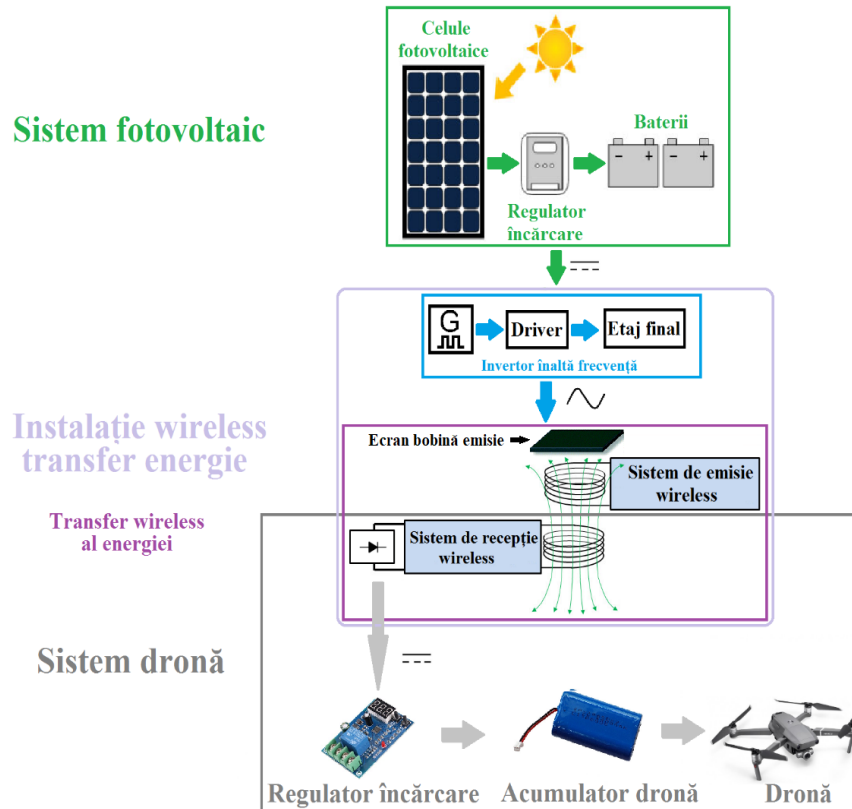 Celule
fotovoltaice
Sistem fotovoltaic
Baterii
- + - +
Regulator
încărcare
G
Driver
Etaj final
Invertor înaltă frecvență
Instalație wireless
transfer energie
Ecran bobină emisie
Sistem de emisie
wireless
Transfer wireless
al energiei
Sistem de recepție
wireless
Sistem dronă
Regulator încărcare
Acumulator dronă
Dronă